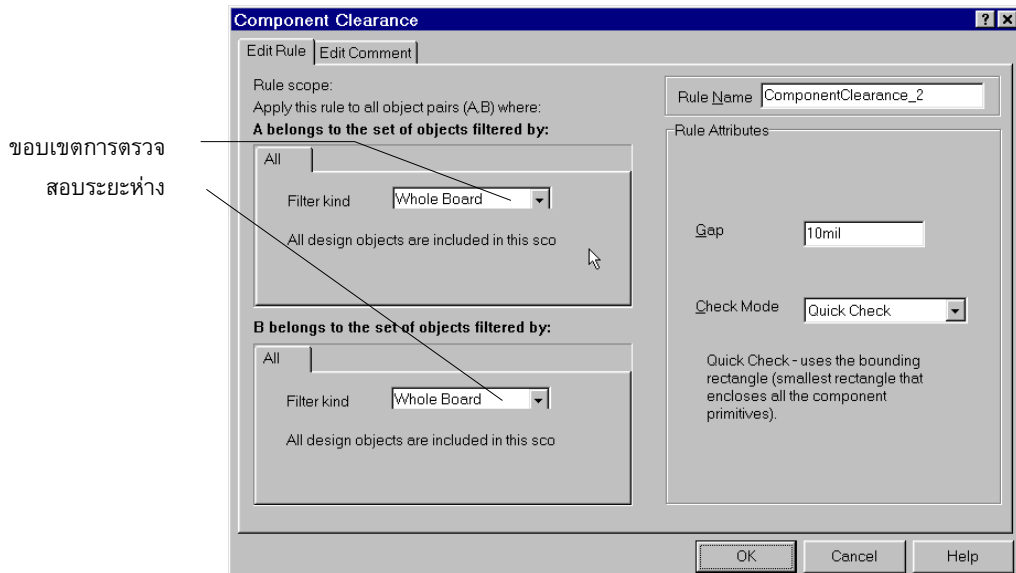 Component Clearance
Edit Rule
Edit Comment
Rule scope:
Apply this rule to all object pairs (A,B) where:
A belongs to the set of objects filtered by:
All
Filter kind
Whole Board
All design objects are included in this sco
B belongs to the set of objects filtered by:
All
Filter kind
Whole Board
All design objects are included in this sco
Rule Name
ComponentClearance_2
Rule Attributes
Gap
10mil
Check Mode
Quick Check
Quick Check - uses the bounding
rectangle (smallest rectangle that
encloses all the component
primitives).
OK
Cancel
Help
ขอบเขตการตรวจ
สอบระยะห่าง